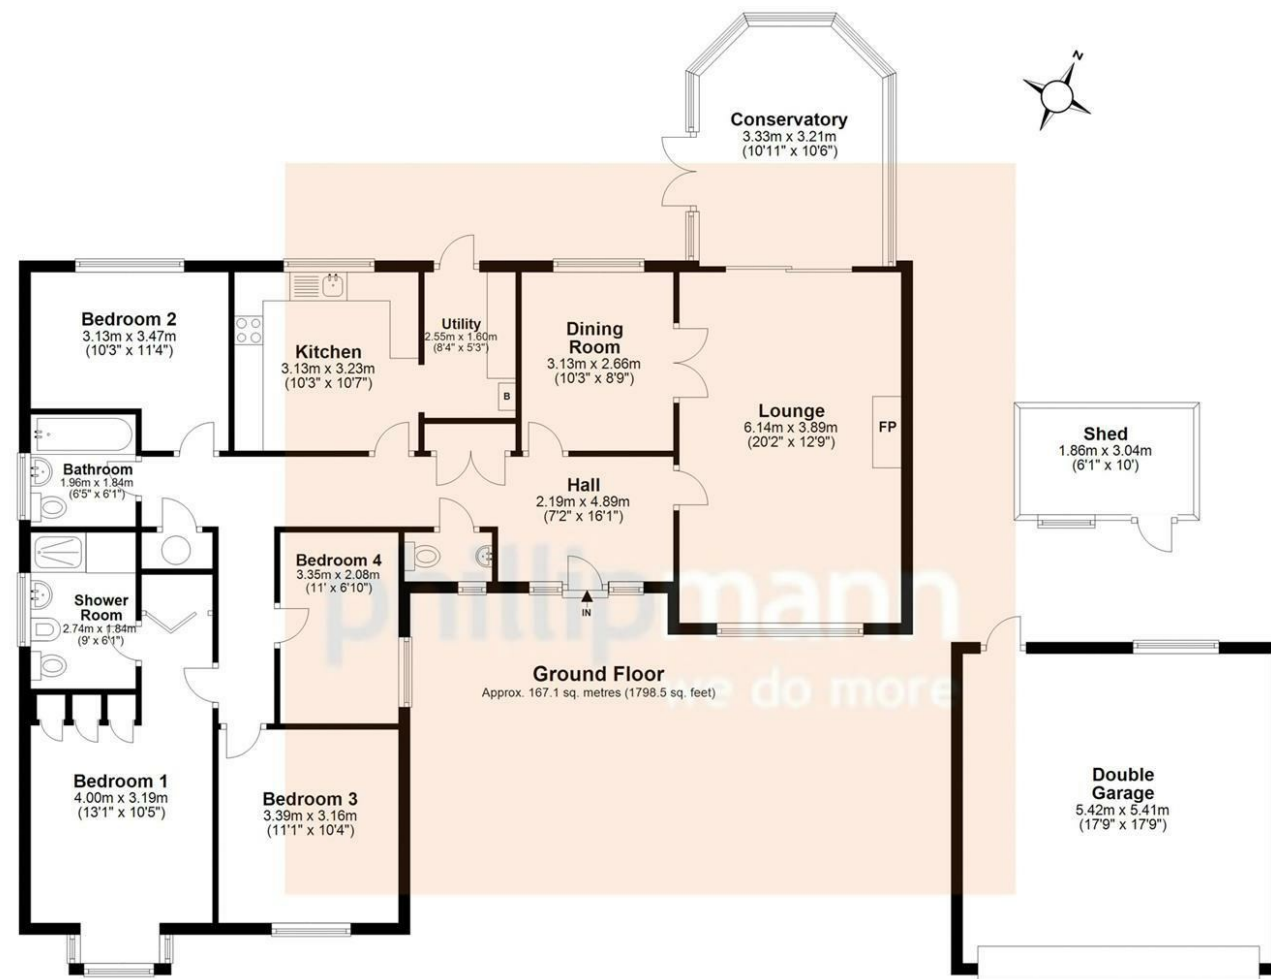 N
Conservatory
3.33m x 3.21m
(10'11" x 10'6")
Bedroom 2
3.13m x 3.47m
(10'3" x 11'4")
Kitchen
3.13m x 3.23m
(10'3" x 10'7")
Utility
2.55m x 1.60m
(8'4" x 5'3")
B
Dining
Room
3.13m x 2.66m
(10'3" x 8'9")
Lounge
6.14m x 3.89m
(20'2" x 12'9")
FP
Shed
1.86m x 3.04m
(6'1" x 10')
Bathroom
1.96m x 1.84m
(6'5" x 6'1")
Hall
2.19m x 4.89m
(7'2" x 16'1")
Bedroom 4
3.35m x 2.08m
(11' x 6'10")
Shower
Room
2.74m x 1.84m
(9' x 6'1")
IN
phillipmann
we do more
Ground Floor
Approx. 167.1 sq. metres (1798.5 sq. feet)
Bedroom 1
4.00m x 3.19m
(13'1" x 10'5")
Bedroom 3
3.39m x 3.16m
(11'1" x 10'4")
Double
Garage
5.42m x 5.41m
(17'9" x 17'9")